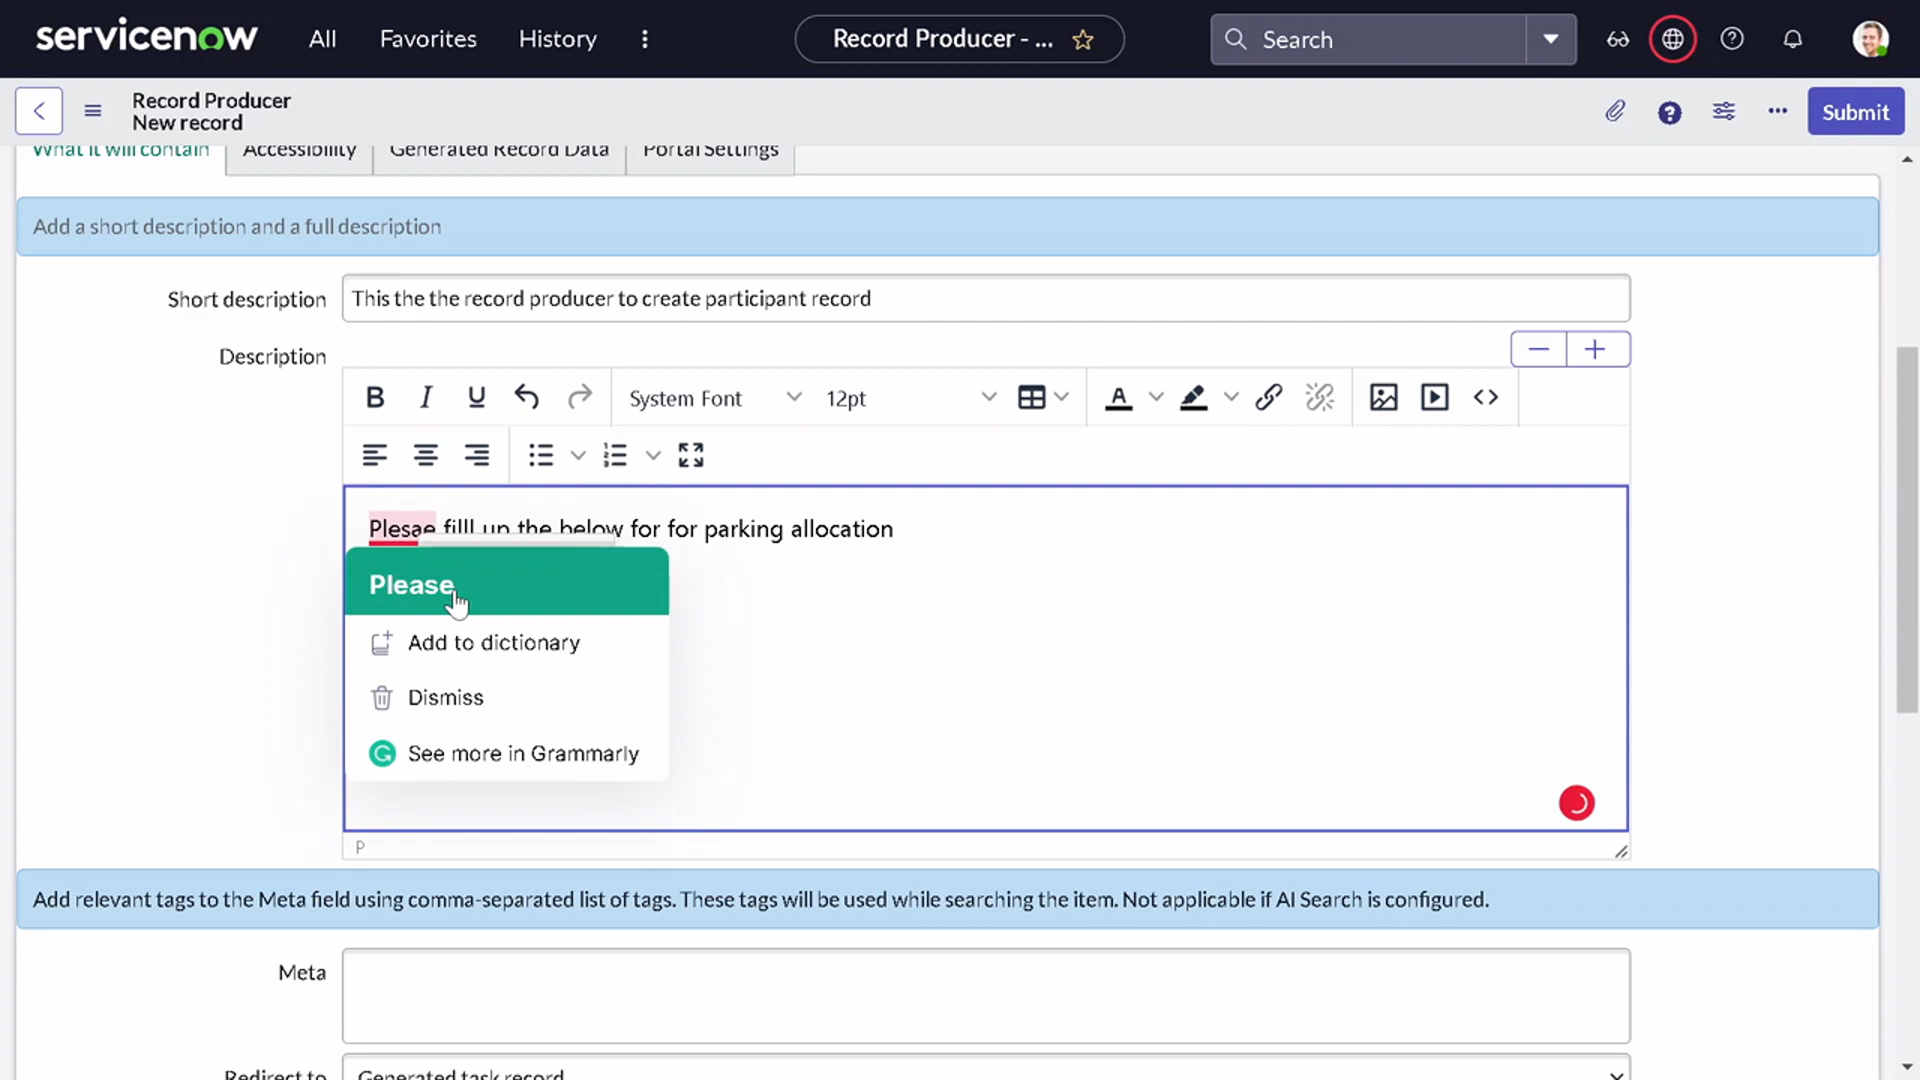 servicenow All Favorites History Record Producer - ... Search
Record Producer
New record
Submit
What it will contain Accessibility Generated Record Data Portal Settings
Add a short description and a full description
Short description This the the record producer to create participant record
Description
B I U System Font 12pt A
Plesae filll up the below for for parking allocation
Please
Add to dictionary
Dismiss
See more in Grammarly
P
Add relevant tags to the Meta field using comma-separated list of tags. These tags will be used while searching the item. Not applicable if AI Search is configured.
Meta
Redirect to Generated task record